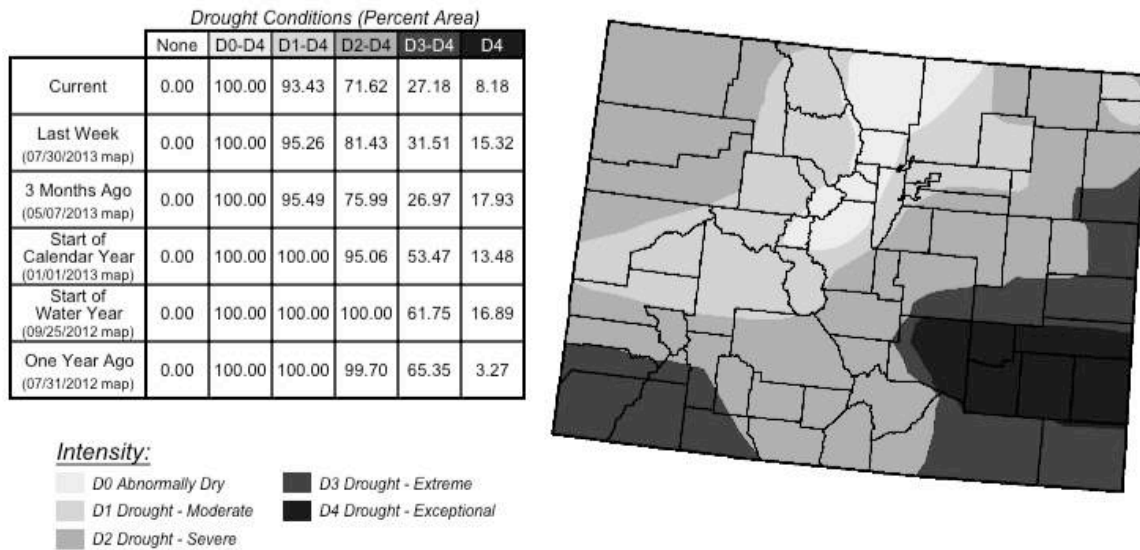 Drought Conditions (Percent Area)
None D0-D4 D1-D4 D2-D4 D3-D4 D4
Current 0.00 100.00 93.43 71.62 27.18 8.18
Last Week
(07/30/2013 map) 0.00 100.00 95.26 81.43 31.51 15.32
3 Months Ago
(05/07/2013 map) 0.00 100.00 95.49 75.99 26.97 17.93
Start of
Calendar Year
(01/01/2013 map) 0.00 100.00 100.00 95.06 53.47 13.48
Start of
Water Year
(09/25/2012 map) 0.00 100.00 100.00 100.00 61.75 16.89
One Year Ago
(07/31/2012 map) 0.00 100.00 100.00 99.70 65.35 3.27
Intensity:
D0 Abnormally Dry
D1 Drought - Moderate
D2 Drought - Severe
D3 Drought - Extreme
D4 Drought - Exceptional